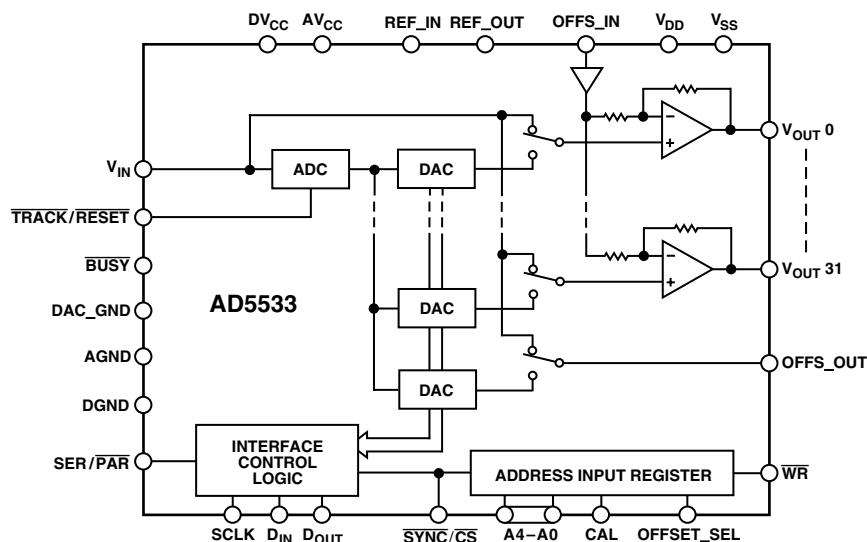 DVCC AVCC REF_IN REF_OUT OFFS_IN VDD VSS
VOUT 0
VIN
ADC
DAC
TRACK/RESET
BUSY
DAC_GND
AD5533
DAC
VOUT 31
AGND
DAC
OFFS_OUT
DGND
SER/PAR
INTERFACE
CONTROL
LOGIC
ADDRESS INPUT REGISTER
WR
SCLK DIN DOUT SYNC/CS A4–A0 CAL OFFSET_SEL